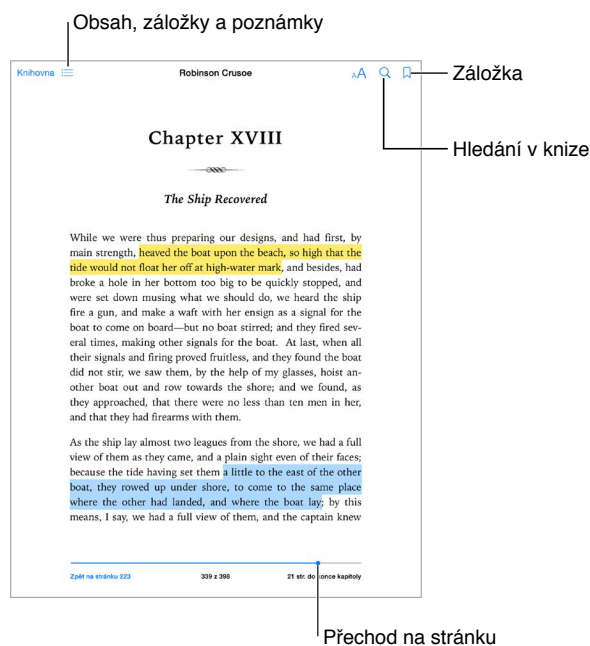 Obsah, záložky a poznámky
Knihovna
Robinson Crusoe
AA
Záložka
Hledání v knize
Chapter XVIII
The Ship Recovered
While we were thus preparing our designs, and had first, by
main strength, heaved the boat upon the beach, so high that the
tide would not float her off at high-water mark, and besides, had
broke a hole in her bottom too big to be quickly stopped, and
were set down musing what we should do, we heard the ship
fire a gun, and make a waft with her ensign as a signal for the
boat to come on board—but no boat stirred; and they fired sev-
eral times, making other signals for the boat. At last, when all
their signals and firing proved fruitless, and they found the boat
did not stir, we saw them, by the help of my glasses, hoist an-
other boat out and row towards the shore; and we found, as
they approached, that there were no less than ten men in her,
and that they had firearms with them.
As the ship lay almost two leagues from the shore, we had a full
view of them as they came, and a plain sight even of their faces;
because the tide having set them a little to the east of the other
boat, they rowed up under shore, to come to the same place
where the other had landed, and where the boat lay; by this
means, I say, we had a full view of them, and the captain knew
Zpět na stránku 223
339 z 398
21 str. do konce kapitoly
Přechod na stránku